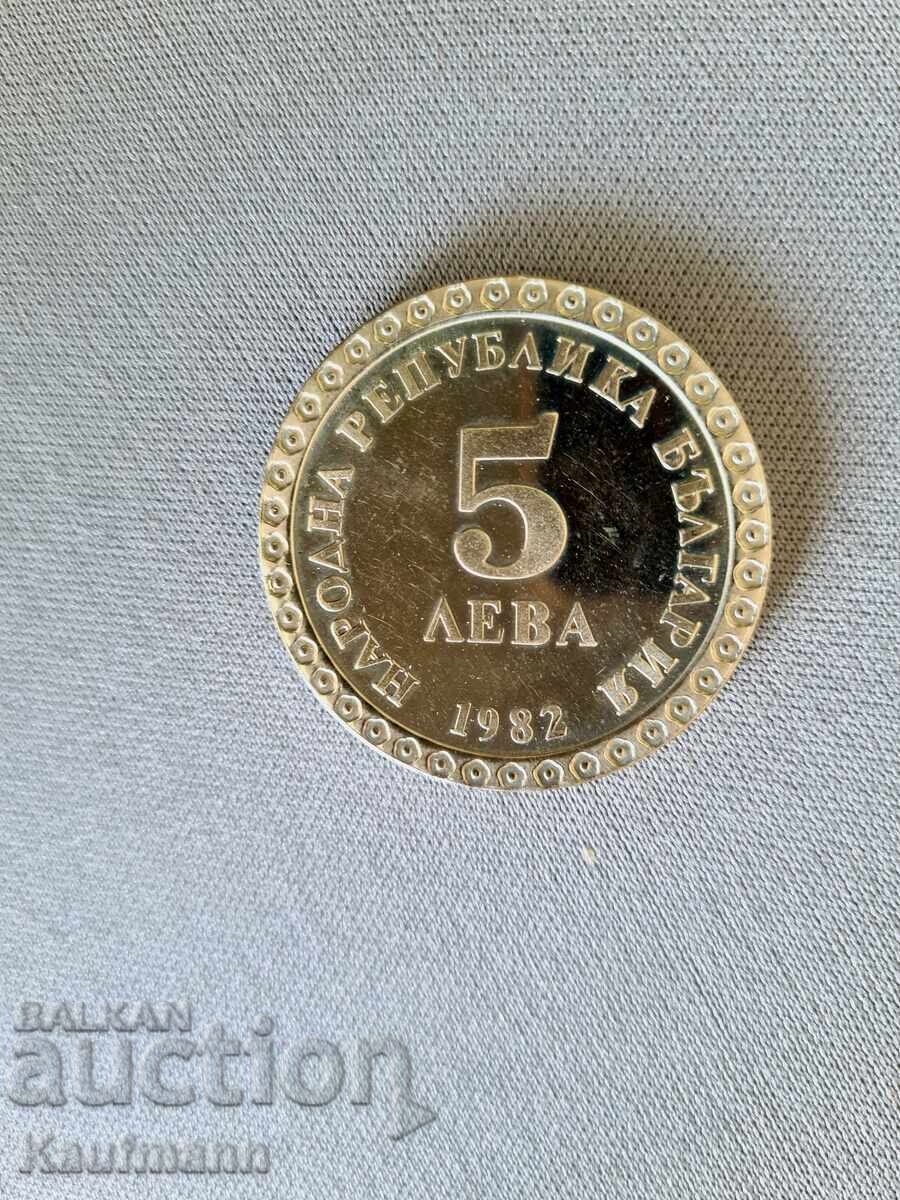 НАРОДНА РЕПУБЛИКА БЪЛГАРИЯ
5
ЛЕВА
1982
BALKAN
auction
Kaufmann